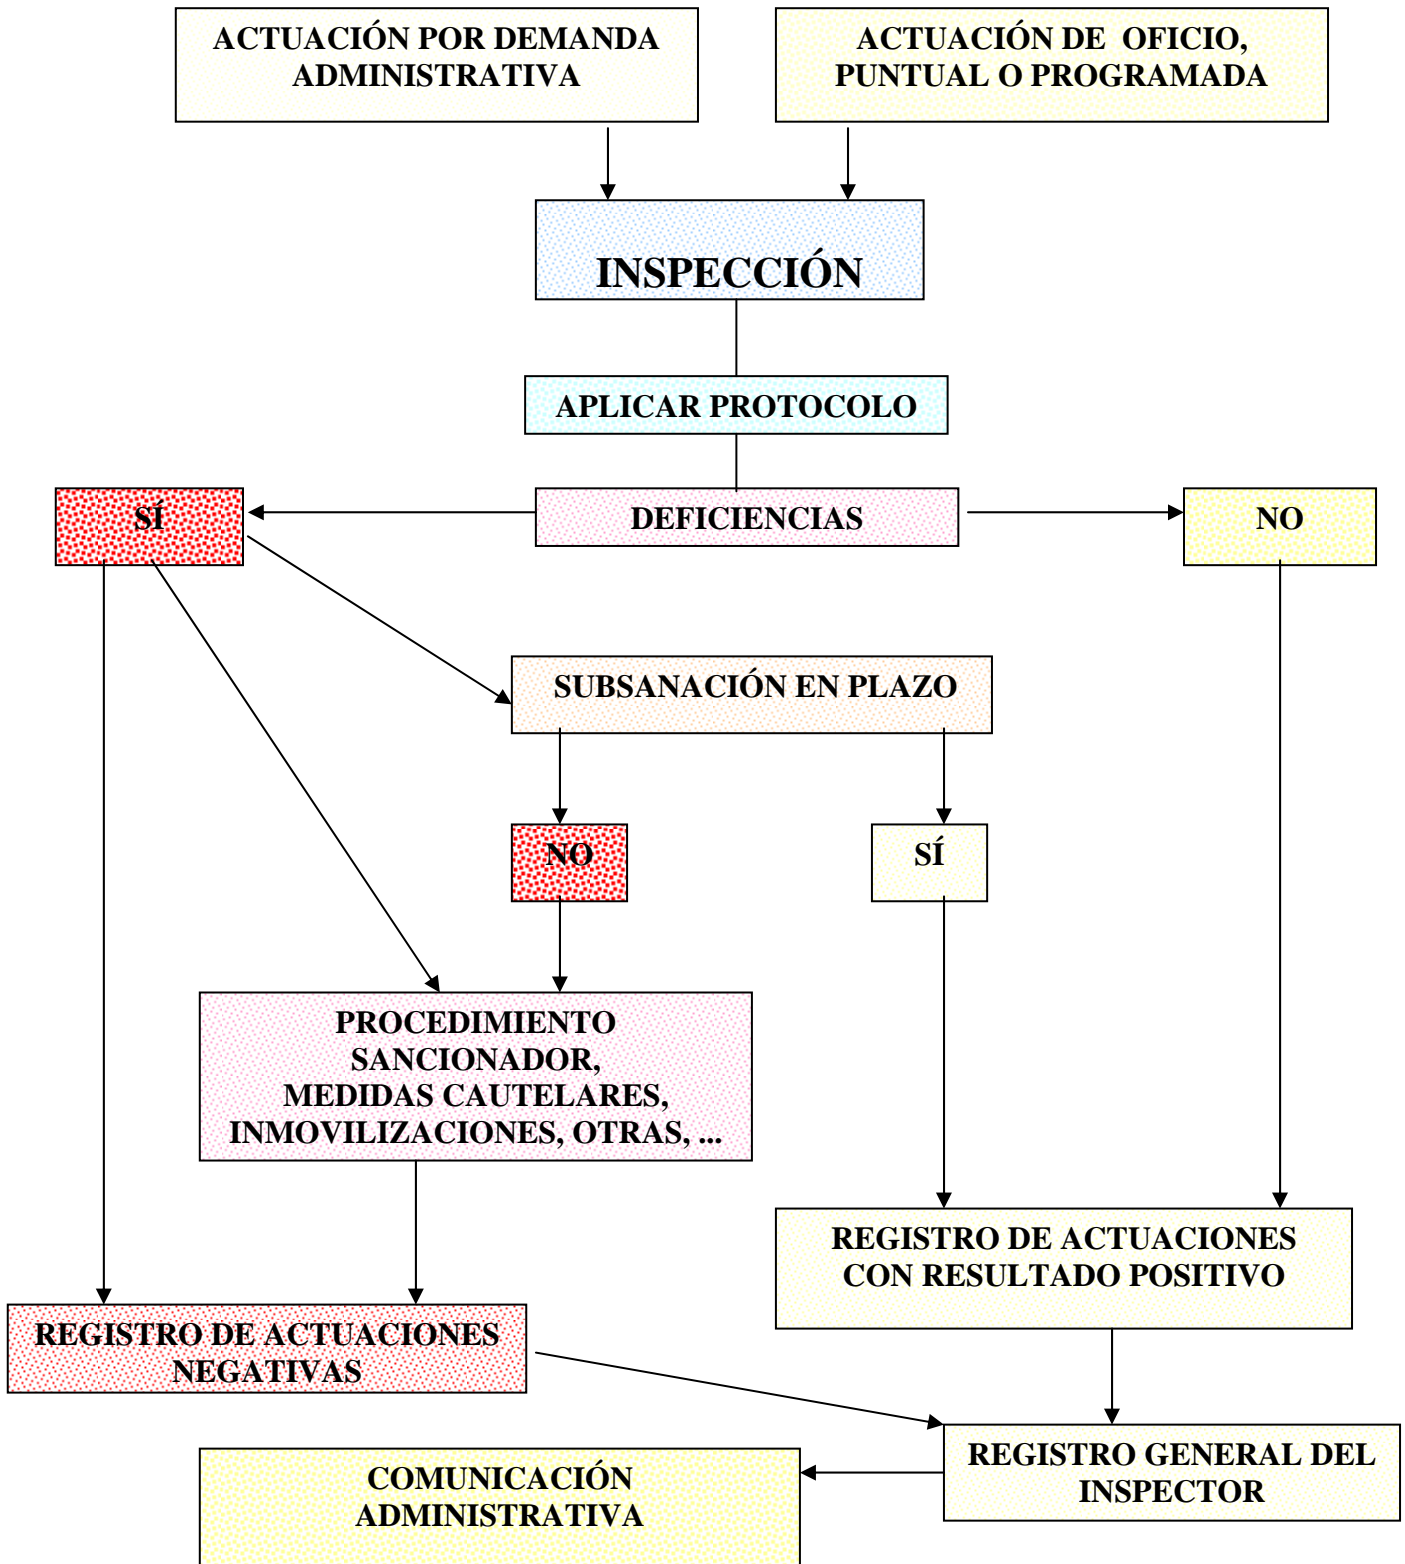 ACTUACIÓN POR DEMANDA
ADMINISTRATIVA
ACTUACIÓN DE OFICIO,
PUNTUAL O PROGRAMADA
INSPECCIÓN
APLICAR PROTOCOLO
SÍ
DEFICIENCIAS
NO
SUBSANACIÓN EN PLAZO
NO
SÍ
PROCEDIMIENTO
SANCIONADOR,
MEDIDAS CAUTELARES,
INMOVILIZACIONES, OTRAS, ...
REGISTRO DE ACTUACIONES
CON RESULTADO POSITIVO
REGISTRO DE ACTUACIONES
NEGATIVAS
REGISTRO GENERAL DEL
INSPECTOR
COMUNICACIÓN
ADMINISTRATIVA